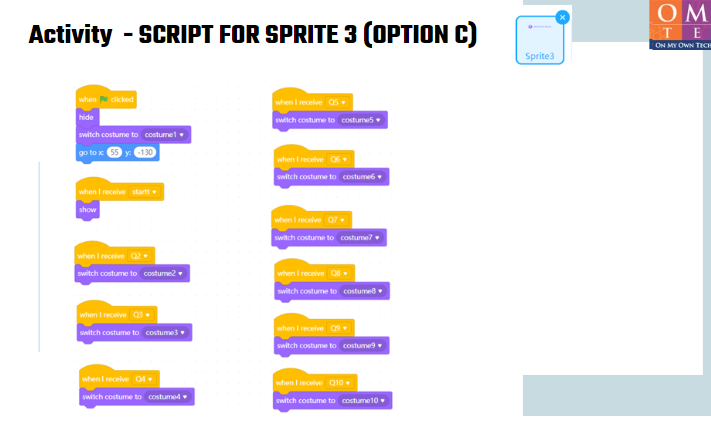 Activity - SCRIPT FOR SPRITE 3 (OPTION C)
Sprite3
O M
T E
ON MY OWN TECH
when clicked
hide
switch costume to costume1
go to x: 55 y: -130
when I receive start1
show
when I receive Q2
switch costume to costume2
when I receive Q3
switch costume to costume3
when I receive Q4
switch costume to costume4
when I receive Q5
switch costume to costume5
when I receive Q6
switch costume to costume6
when I receive Q7
switch costume to costume7
when I receive Q8
switch costume to costume8
when I receive Q9
switch costume to costume9
when I receive Q10
switch costume to costume10